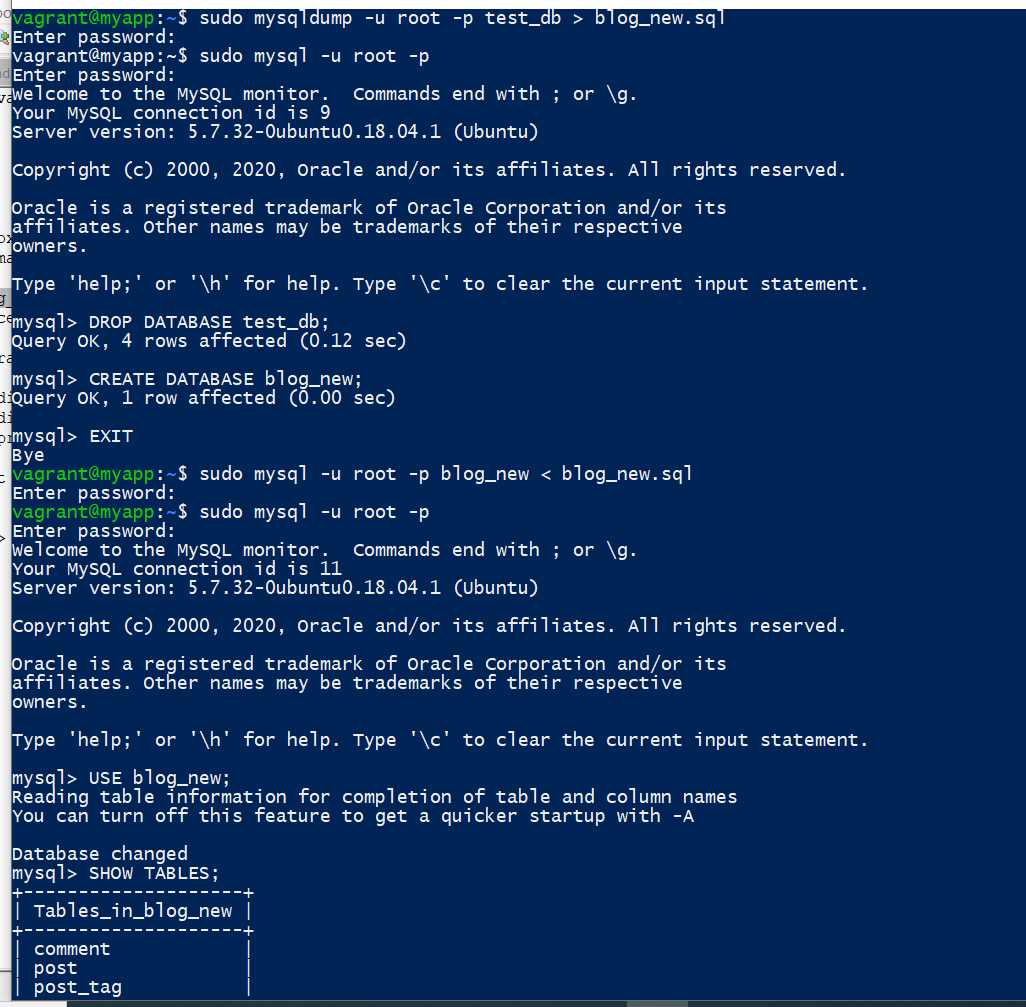 vagrant@myapp:~$ sudo mysqldump -u root -p test_db > blog_new.sql
Enter password:
vagrant@myapp:~$ sudo mysql -u root -p
Enter password:
Welcome to the MySQL monitor.  Commands end with ; or \g.
Your MySQL connection id is 9
Server version: 5.7.32-0ubuntu0.18.04.1 (Ubuntu)
Copyright (c) 2000, 2020, Oracle and/or its affiliates. All rights reserved.
Oracle is a registered trademark of Oracle Corporation and/or its
affiliates. Other names may be trademarks of their respective
owners.
Type 'help;' or '\h' for help. Type '\c' to clear the current input statement.
mysql> DROP DATABASE test_db;
Query OK, 4 rows affected (0.12 sec)
mysql> CREATE DATABASE blog_new;
Query OK, 1 row affected (0.00 sec)
mysql> EXIT
Bye
vagrant@myapp:~$ sudo mysql -u root -p blog_new < blog_new.sql
Enter password:
vagrant@myapp:~$ sudo mysql -u root -p
Enter password:
Welcome to the MySQL monitor.  Commands end with ; or \g.
Your MySQL connection id is 11
Server version: 5.7.32-0ubuntu0.18.04.1 (Ubuntu)
Copyright (c) 2000, 2020, Oracle and/or its affiliates. All rights reserved.
Oracle is a registered trademark of Oracle Corporation and/or its
affiliates. Other names may be trademarks of their respective
owners.
Type 'help;' or '\h' for help. Type '\c' to clear the current input statement.
mysql> USE blog_new;
Reading table information for completion of table and column names
You can turn off this feature to get a quicker startup with -A
Database changed
mysql> SHOW TABLES;
+--------------------+
| Tables_in_blog_new |
+--------------------+
| comment            |
| post               |
| post_tag           |